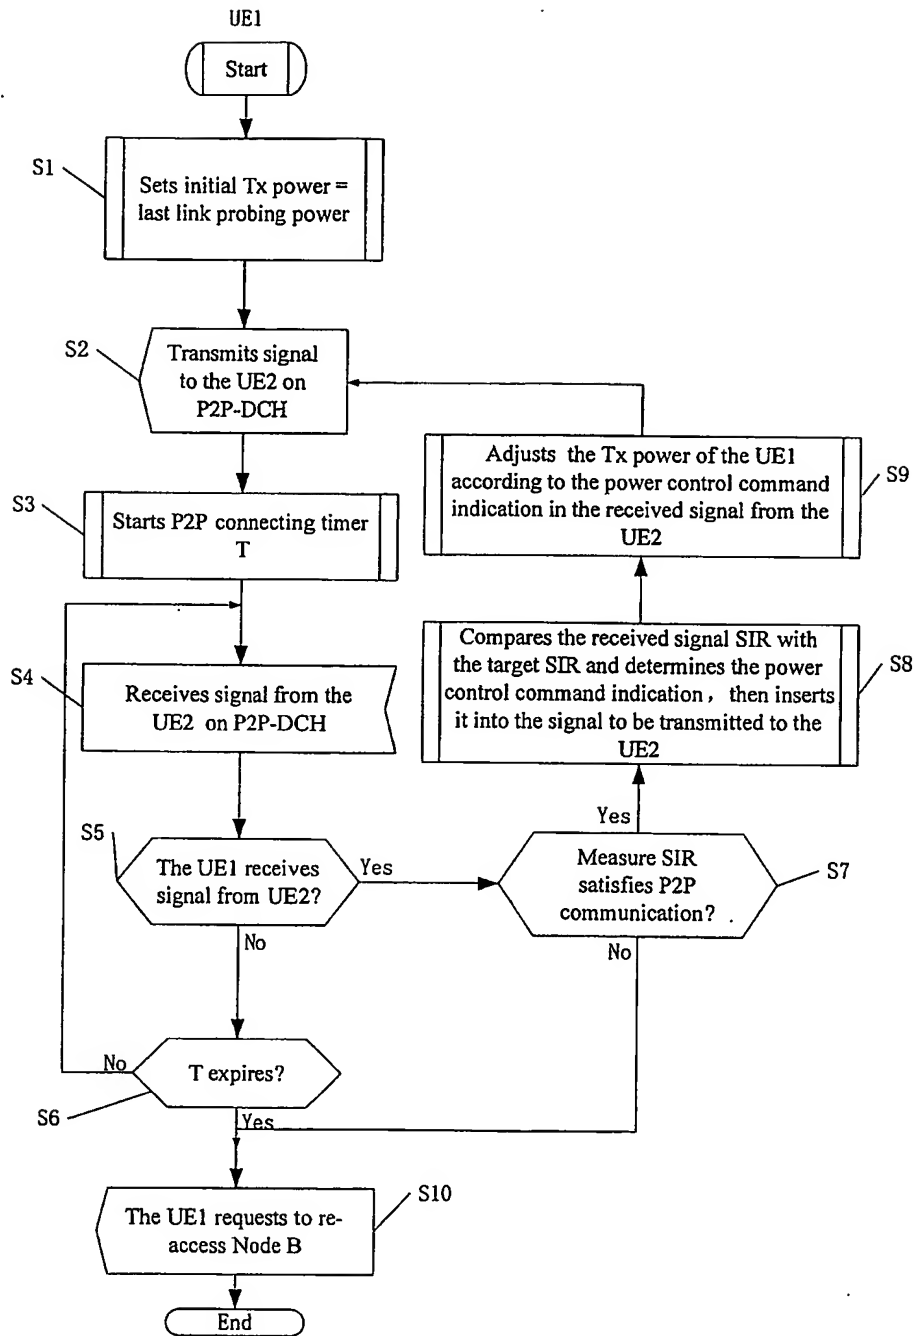 UE1
Start
S1
Sets initial Tx power =
last link probing power
S2
Transmits signal
to the UE2 on
P2P-DCH
S3
Starts P2P connecting timer
T
S4
Receives signal from the
UE2 on P2P-DCH
S5
The UE1 receives
signal from UE2?
Yes
No
T expires?
No
S6
Yes
S10
The UE1 requests to re-
access Node B
End
Adjusts the Tx power of the UE1
according to the power control command
indication in the received signal from the
UE2
S9
Compares the received signal SIR with
the target SIR and determines the power
control command indication, then inserts
it into the signal to be transmitted to the
UE2
S8
Yes
Measure SIR
satisfies P2P
communication?
S7
No